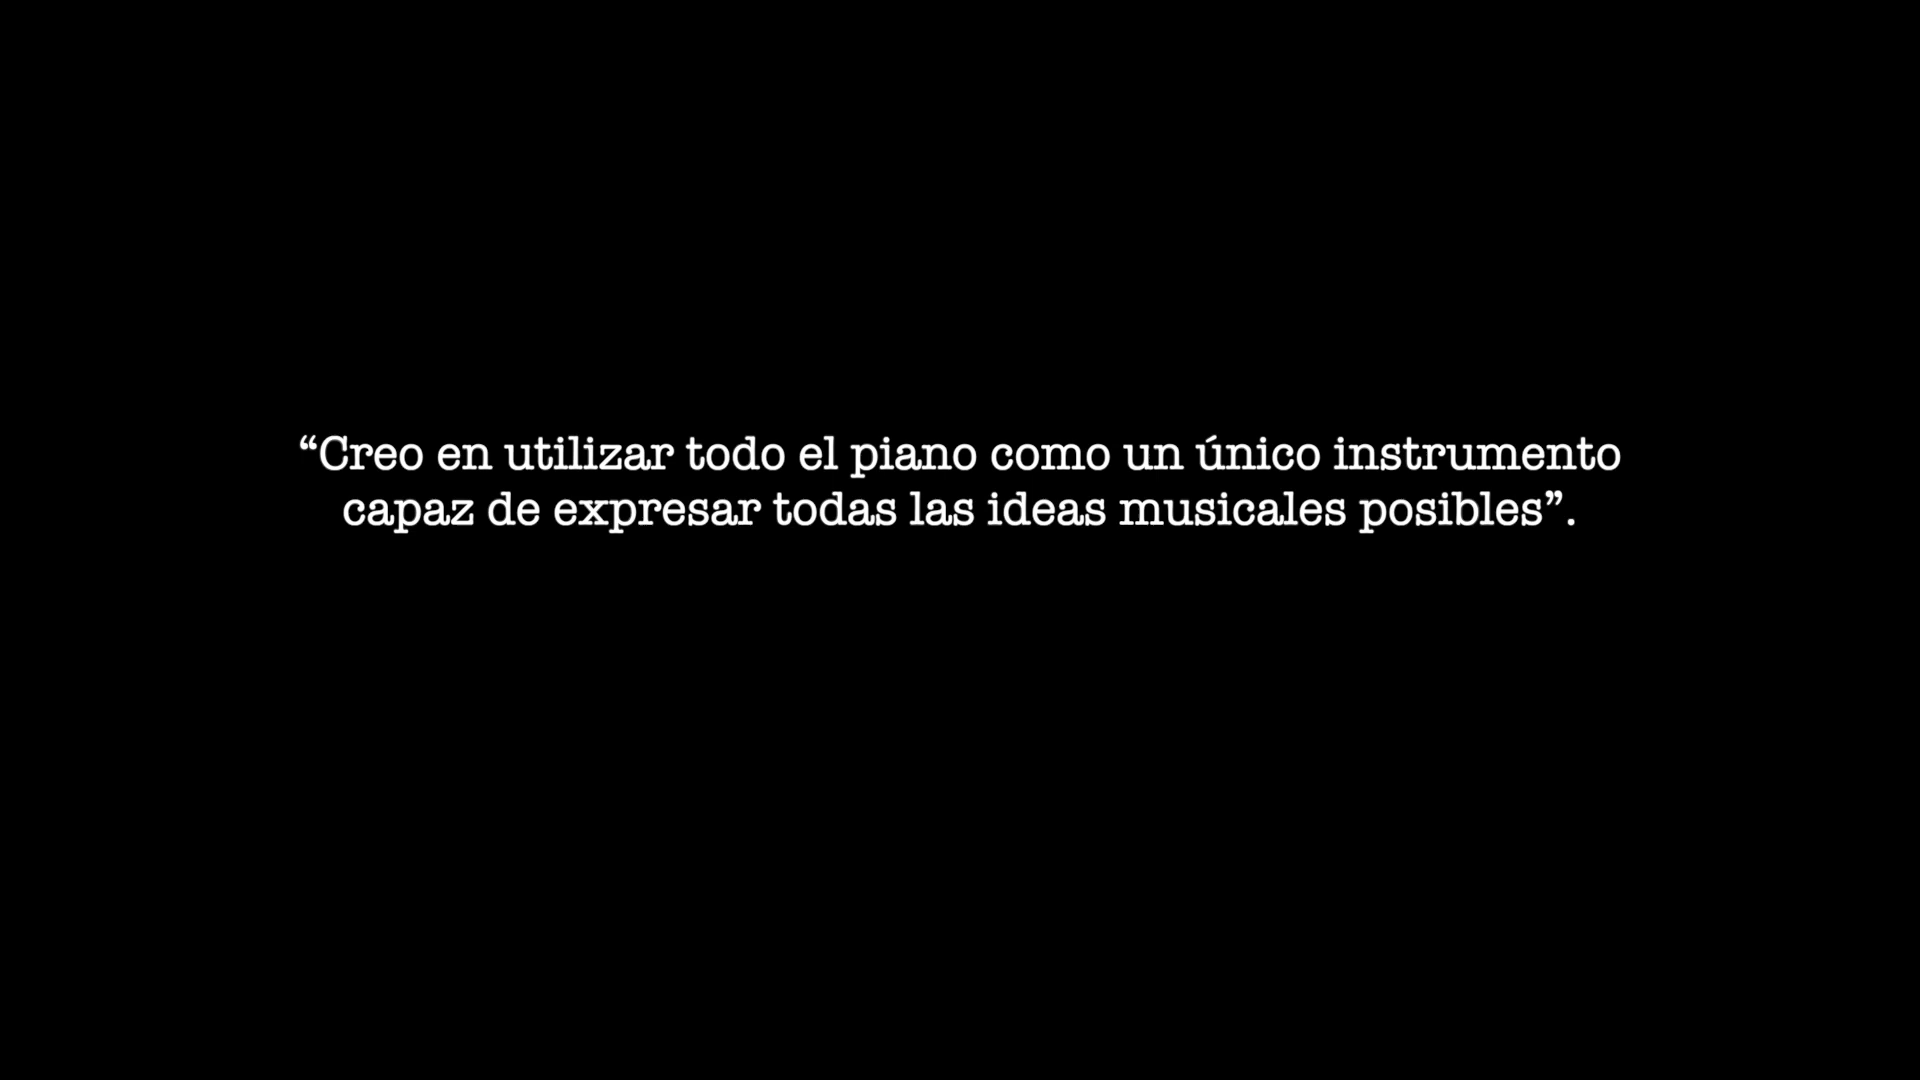 “Creo en utilizar todo el piano como un único instrumento
capaz de expresar todas las ideas musicales posibles”.